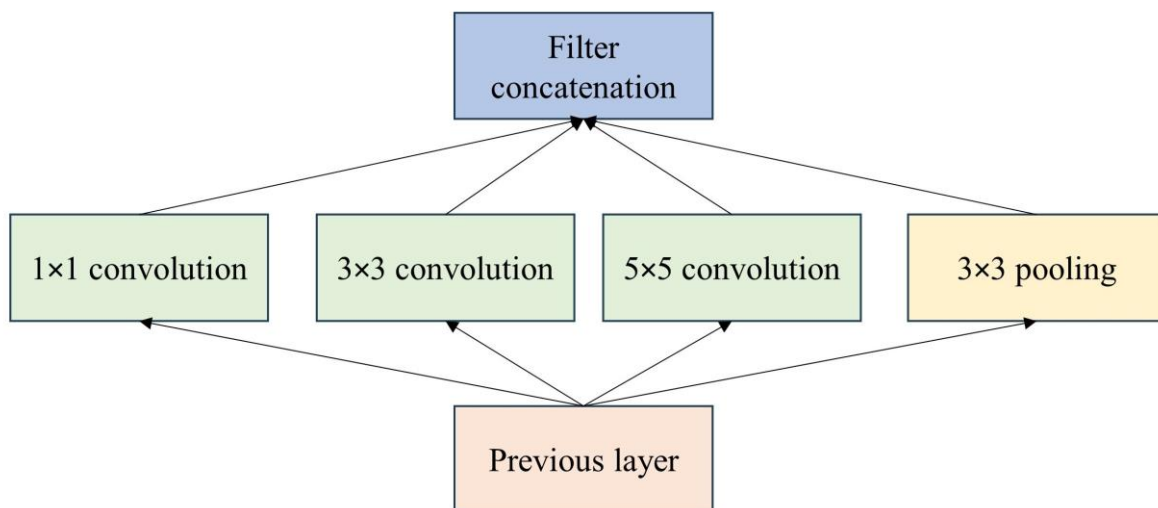 Filter
concatenation
1×1 convolution
3×3 convolution
5×5 convolution
3×3 pooling
Previous layer